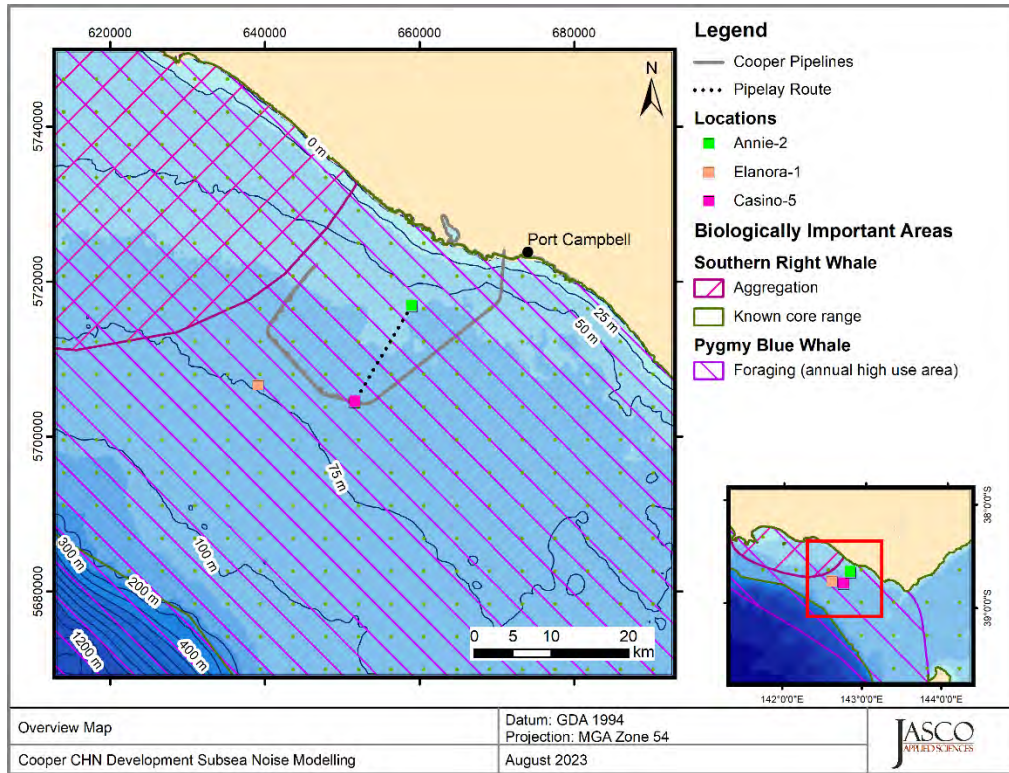 620000
640000
660000
680000
5740000
5720000
5700000
5680000
N
0 m
Port Campbell
25 m
50 m
75 m
100 m
200 m
300 m
400 m
1200 m
0 5 10 20
km
Legend
Cooper Pipelines
Pipelay Route
Locations
Annie-2
Elanora-1
Casino-5
Biologically Important Areas
Southern Right Whale
Aggregation
Known core range
Pygmy Blue Whale
Foraging (annual high use area)
38°0'0"S
39°0'0"S
142°0'0"E
143°0'0"E
144°0'0"E
Overview Map
Datum: GDA 1994
Projection: MGA Zone 54
Cooper CHN Development Subsea Noise Modelling
August 2023
JASCO
APPLIED SCIENCES